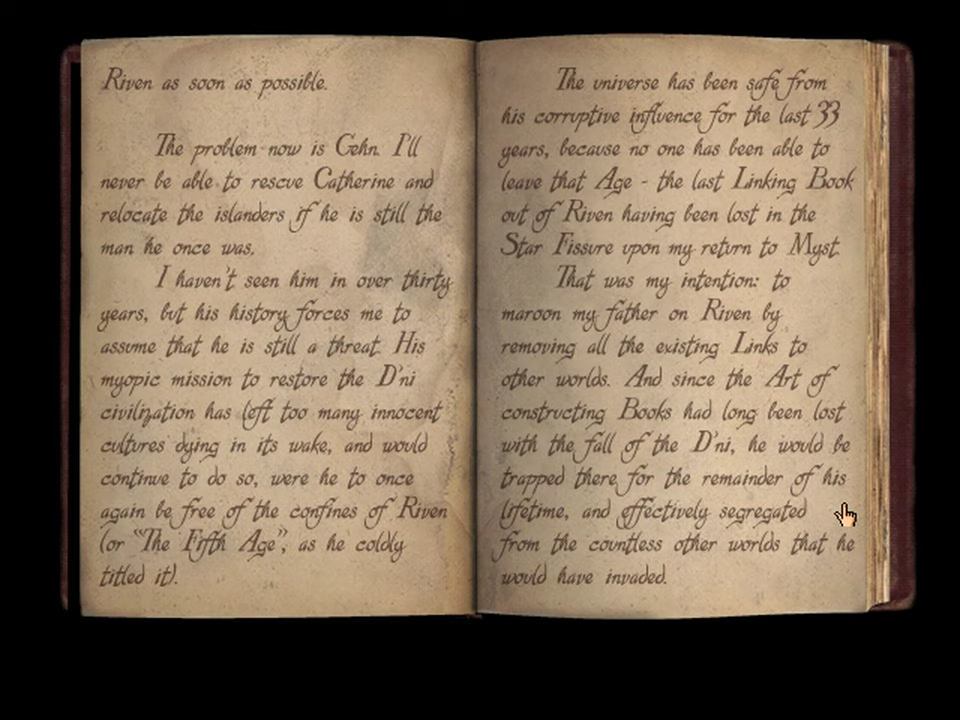 Riven as soon as possible.
The problem now is Gehn. I'll
never be able to rescue Catherine and
relocate the islanders if he is still the
man he once was.
I haven't seen him in over thirty
years, but his history forces me to
assume that he is still a threat. His
myopic mission to restore the D'ni
civilization has left too many innocent
cultures dying in its wake, and would
continue to do so, were he to once
again be free of the confines of Riven
(or "The Fifth Age", as he coldly
titled it).
The universe has been safe from
his corruptive influence for the last 33
years, because no one has been able to
leave that Age - the last Linking Book
out of Riven having been lost in the
Star Fissure upon my return to Myst.
That was my intention: to
maroon my father on Riven by
removing all the existing Links to
other worlds. And since the Art of
constructing Books had long been lost
with the fall of the D'ni, he would be
trapped there for the remainder of his
lifetime, and effectively segregated
from the countless other worlds that he
would have invaded.